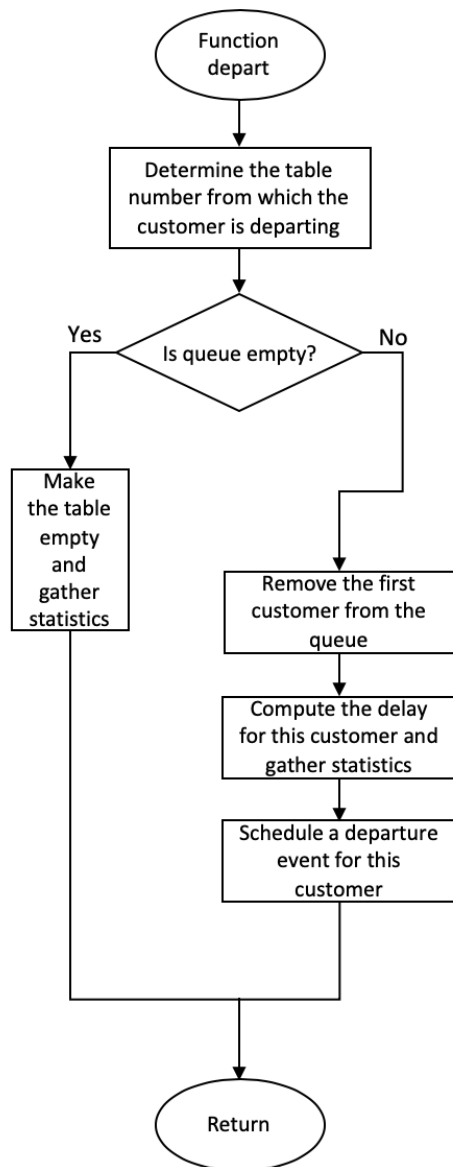 Function
depart
Determine the table
number from which the
customer is departing
Yes
Is queue empty?
No
Make
the table
empty
and
gather
statistics
Remove the first
customer from the
queue
Compute the delay
for this customer and
gather statistics
Schedule a departure
event for this
customer
Return